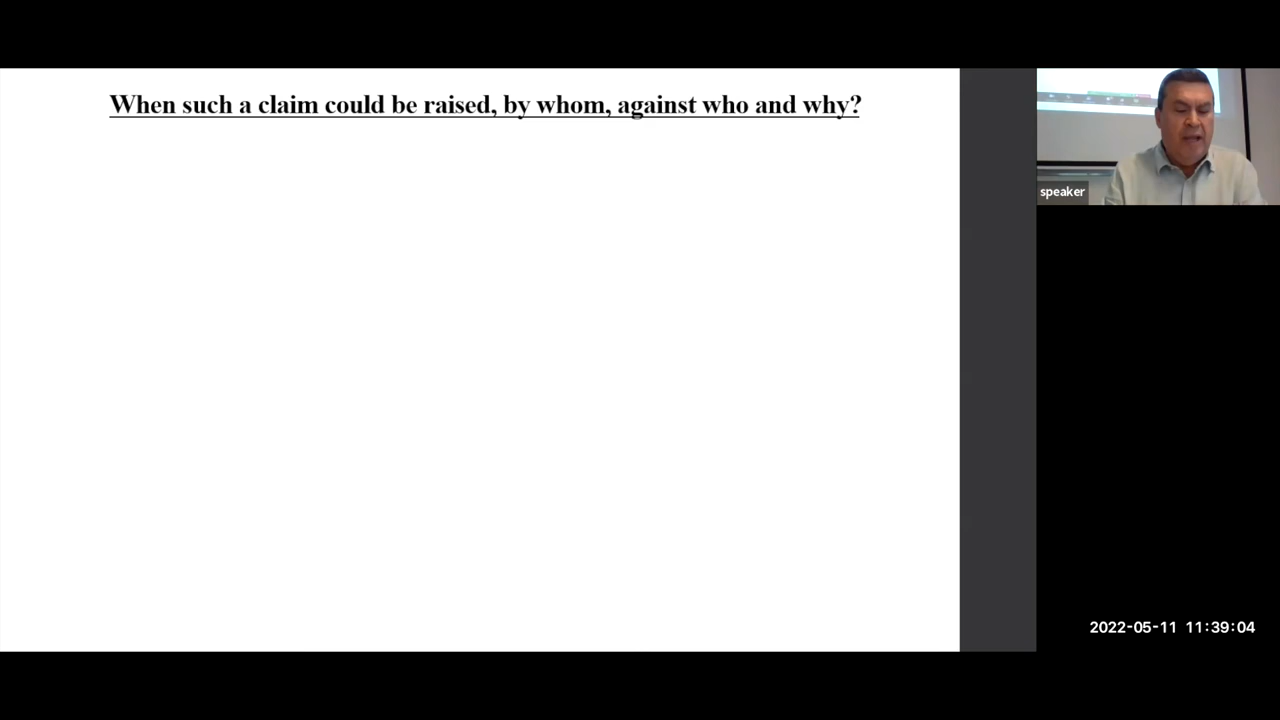 When such a claim could be raised, by whom, against who and why?
speaker
2022-05-11 11:39:04